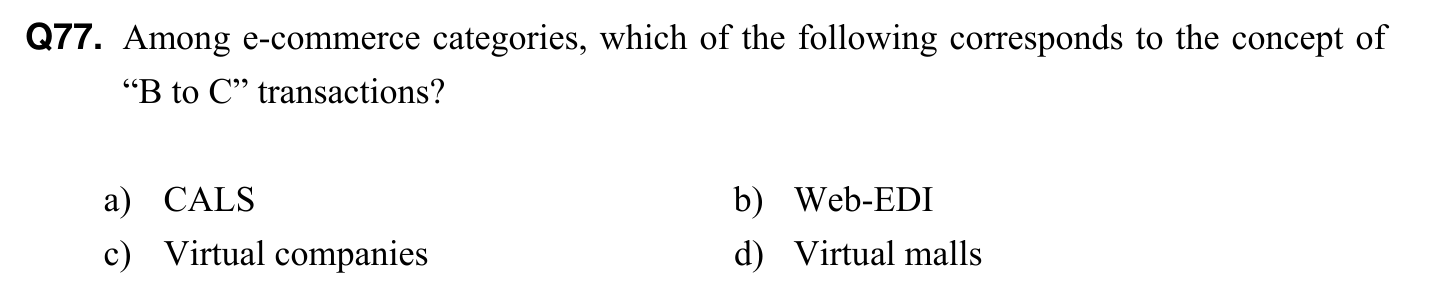 Q77. Among e-commerce categories, which of the following corresponds to the concept of
“B to C” transactions?
a) CALS b) Web-EDI
c) Virtual companies d) Virtual malls